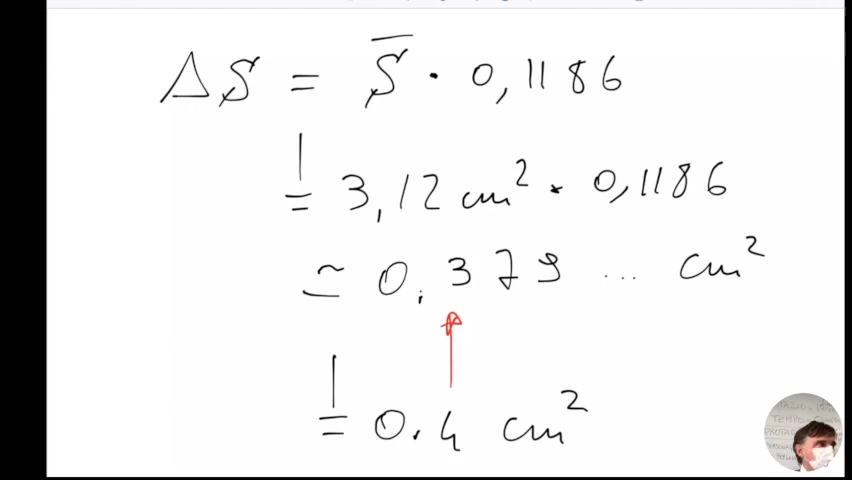 ΔS = S̅ · 0,1186
= 3,12 cm² · 0,1186
≃ 0,379 ... cm²
= 0.4 cm²